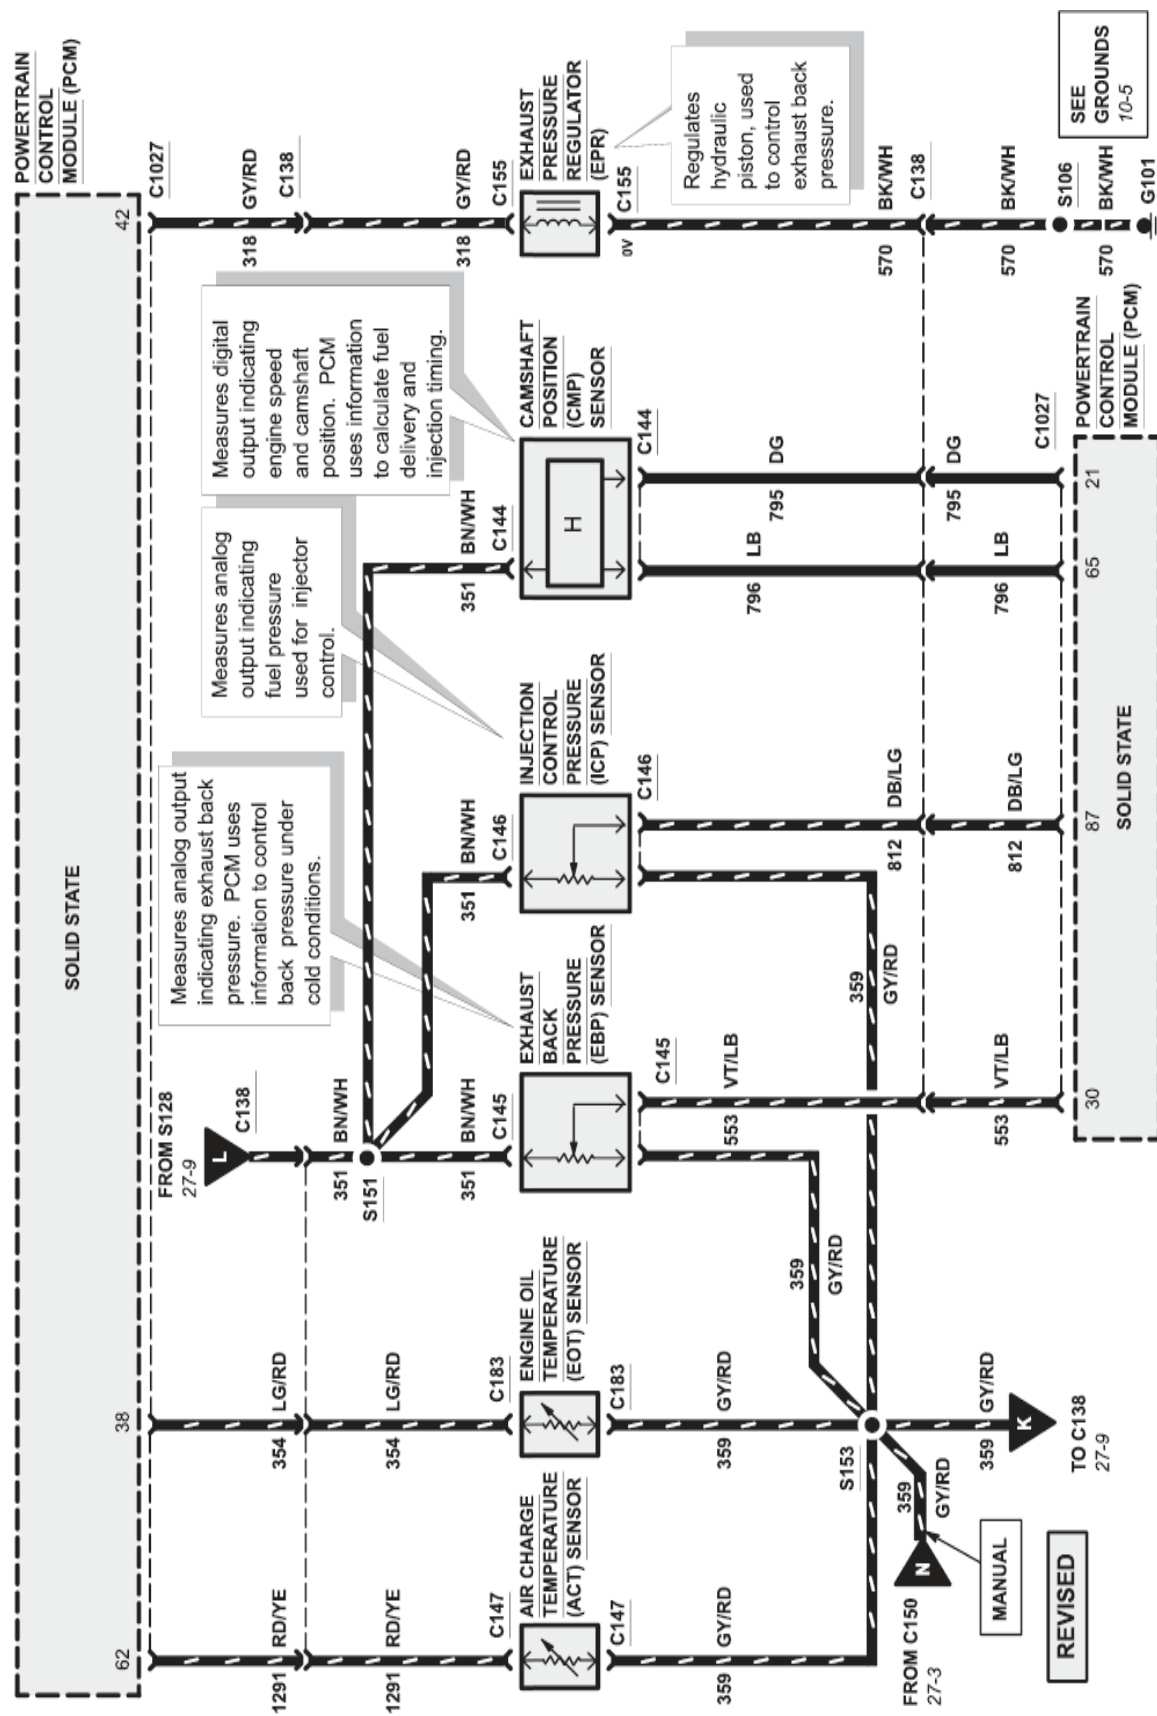 SOLID STATE
POWERTRAIN
CONTROL
MODULE (PCM)
62
38
42
C1027
FROM S128
27-9
L
C138
Measures analog output
indicating exhaust back
pressure. PCM uses
information to control
back pressure under
cold conditions.
Measures analog
output indicating
fuel pressure
used for injector
control.
Measures digital
output indicating
engine speed
and camshaft
position. PCM
uses information
to calculate fuel
delivery and
injection timing.
1291
RD/YE
354
LG/RD
318
GY/RD
C138
351
BN/WH
S151
1291
RD/YE
354
LG/RD
351
BN/WH
351
BN/WH
351
BN/WH
318
GY/RD
C147
C183
C145
C146
C144
C155
AIR CHARGE
TEMPERATURE
(ACT) SENSOR
ENGINE OIL
TEMPERATURE
(EOT) SENSOR
EXHAUST
BACK
PRESSURE
(EBP) SENSOR
INJECTION
CONTROL
PRESSURE
(ICP) SENSOR
CAMSHAFT
POSITION
(CMP)
SENSOR
H
EXHAUST
PRESSURE
REGULATOR
(EPR)
C147
C183
C145
C146
C144
C155
0V
Regulates
hydraulic
piston, used
to control
exhaust back
pressure.
359
GY/RD
359
GY/RD
553
VT/LB
796
LB
795
DG
359
GY/RD
359
GY/RD
812
DB/LG
570
BK/WH
S153
C138
359
GY/RD
FROM C150
27-3
N
359
GY/RD
553
VT/LB
812
DB/LG
796
LB
795
DG
570
BK/WH
MANUAL
K
C1027
S106
REVISED
TO C138
27-9
30
87
65
21
SOLID STATE
POWERTRAIN
CONTROL
MODULE (PCM)
570
BK/WH
SEE
GROUNDS
10-5
G101